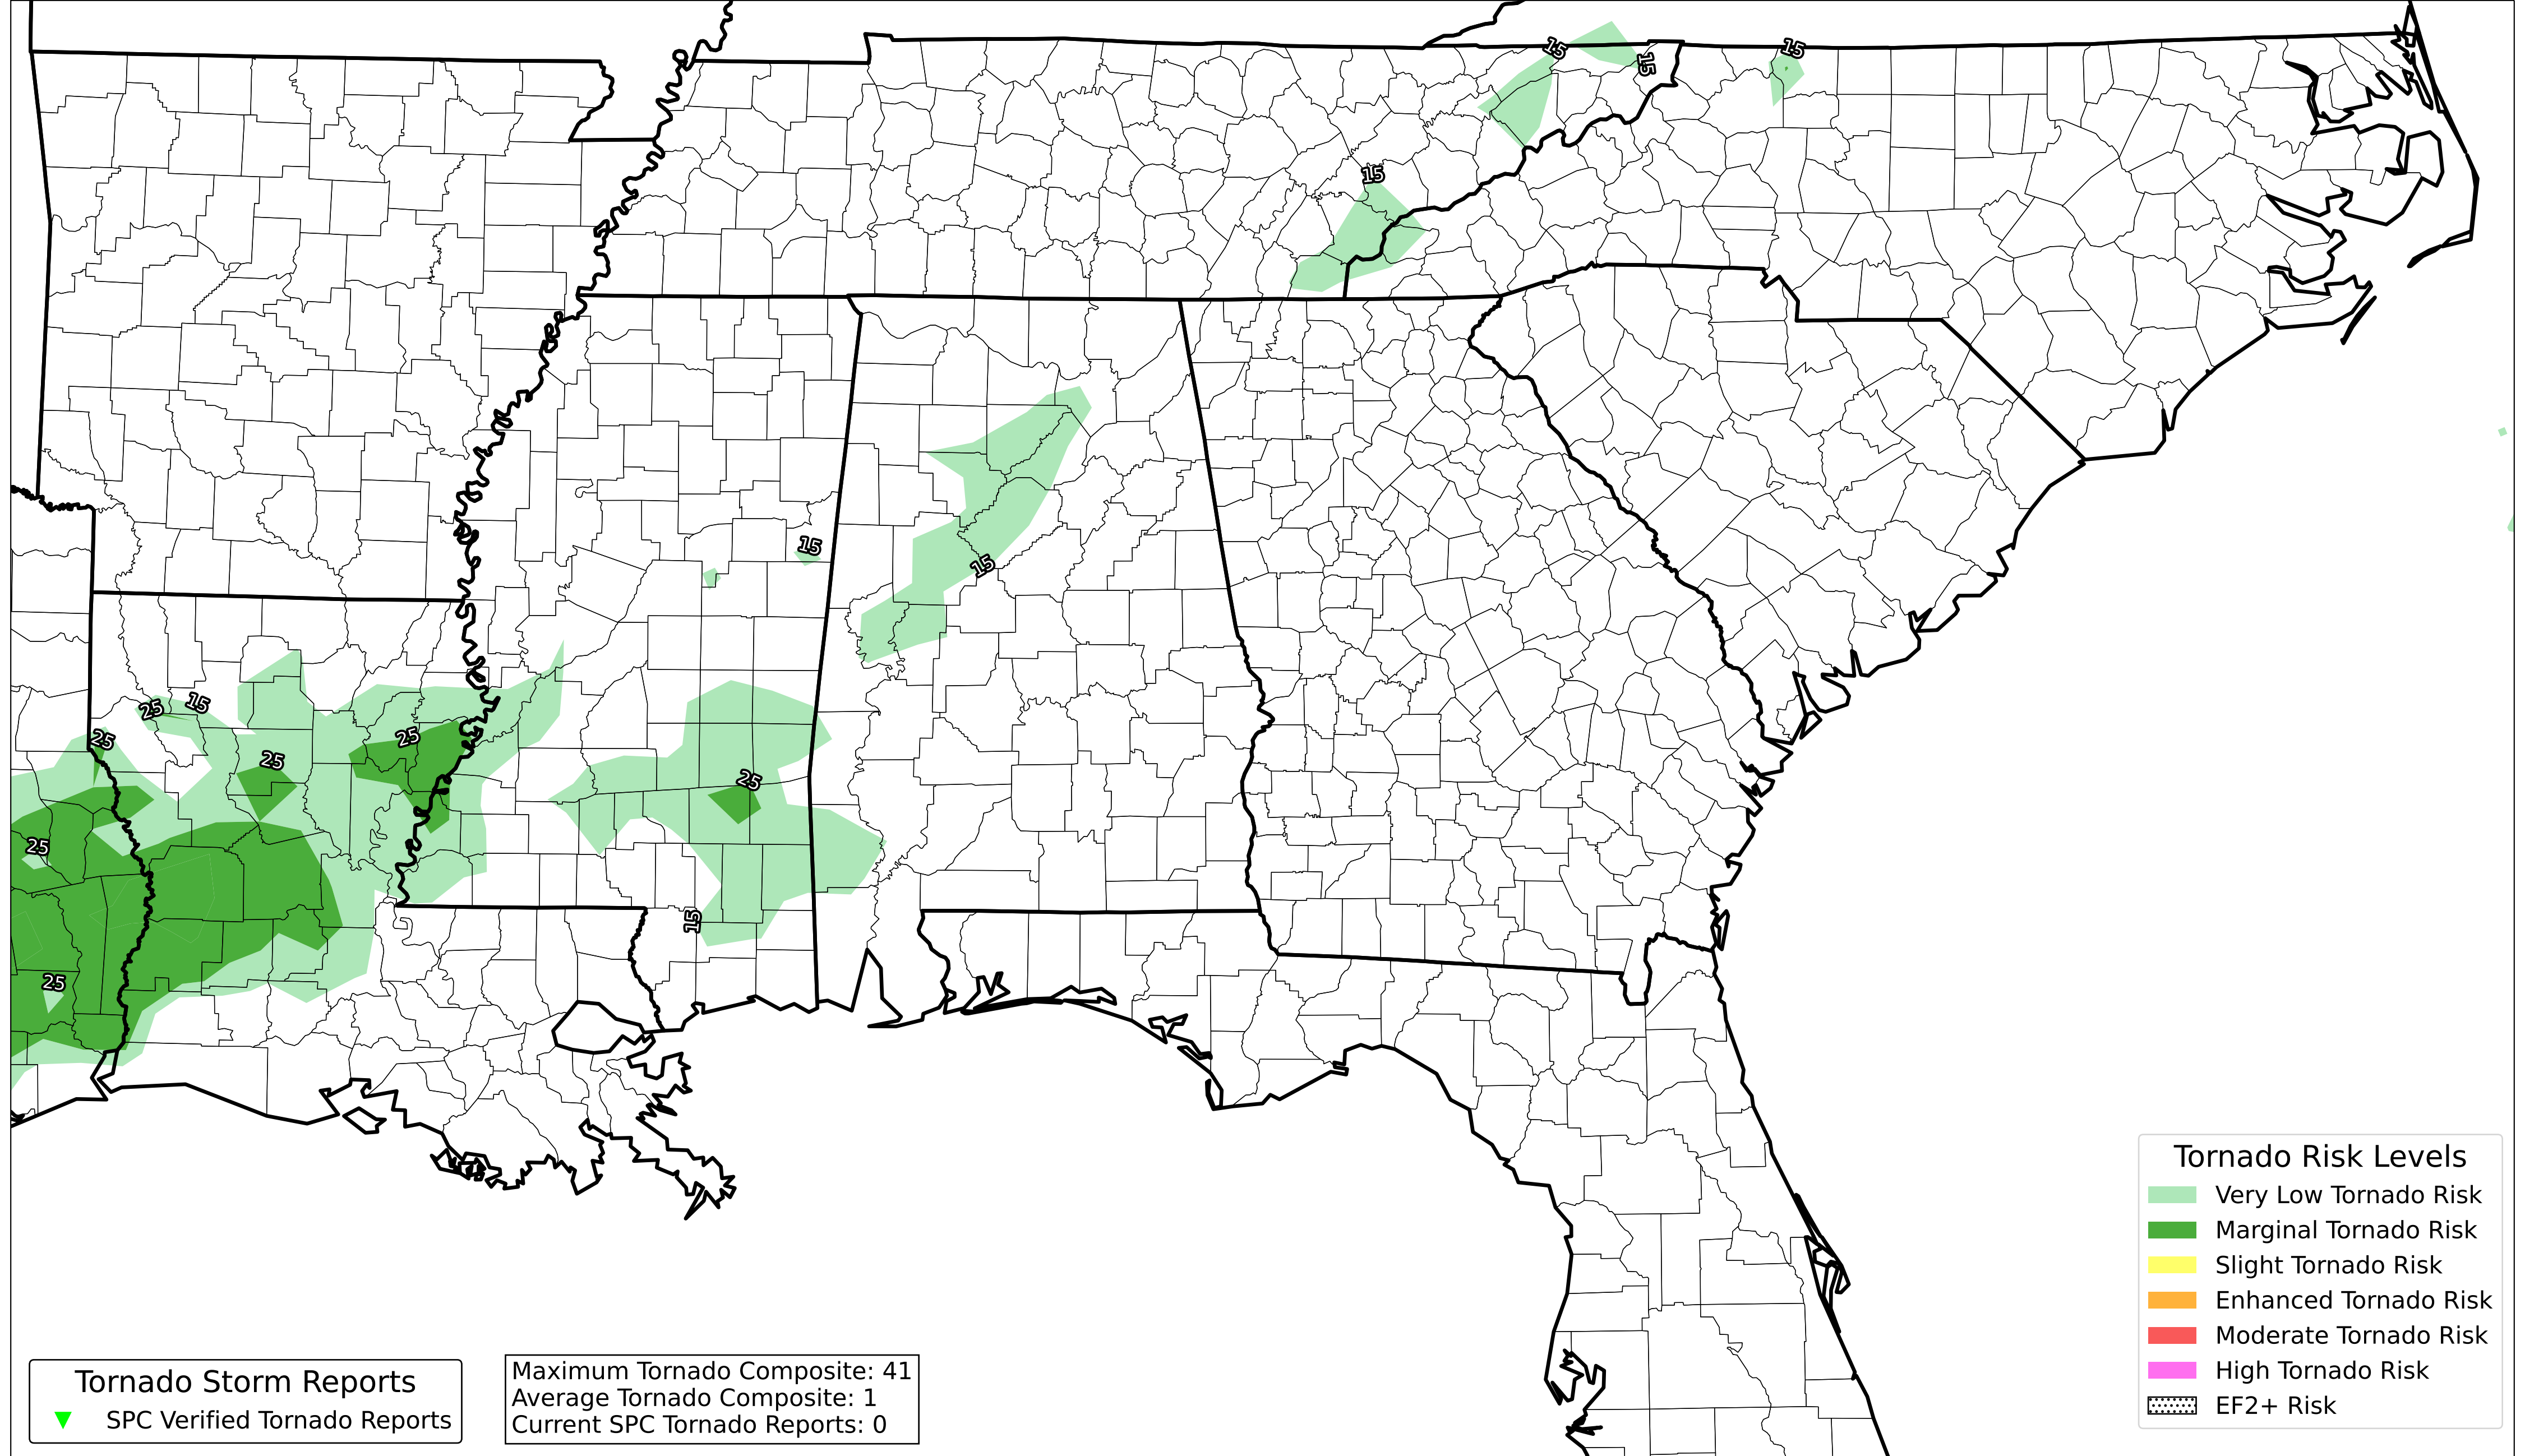 15
15
15
15
15
15
25
15
25
25
25
25
25
15
25
Tornado Risk Levels
Very Low Tornado Risk
Marginal Tornado Risk
Slight Tornado Risk
Enhanced Tornado Risk
Moderate Tornado Risk
High Tornado Risk
EF2+ Risk
Tornado Storm Reports
SPC Verified Tornado Reports
Maximum Tornado Composite: 41
Average Tornado Composite: 1
Current SPC Tornado Reports: 0